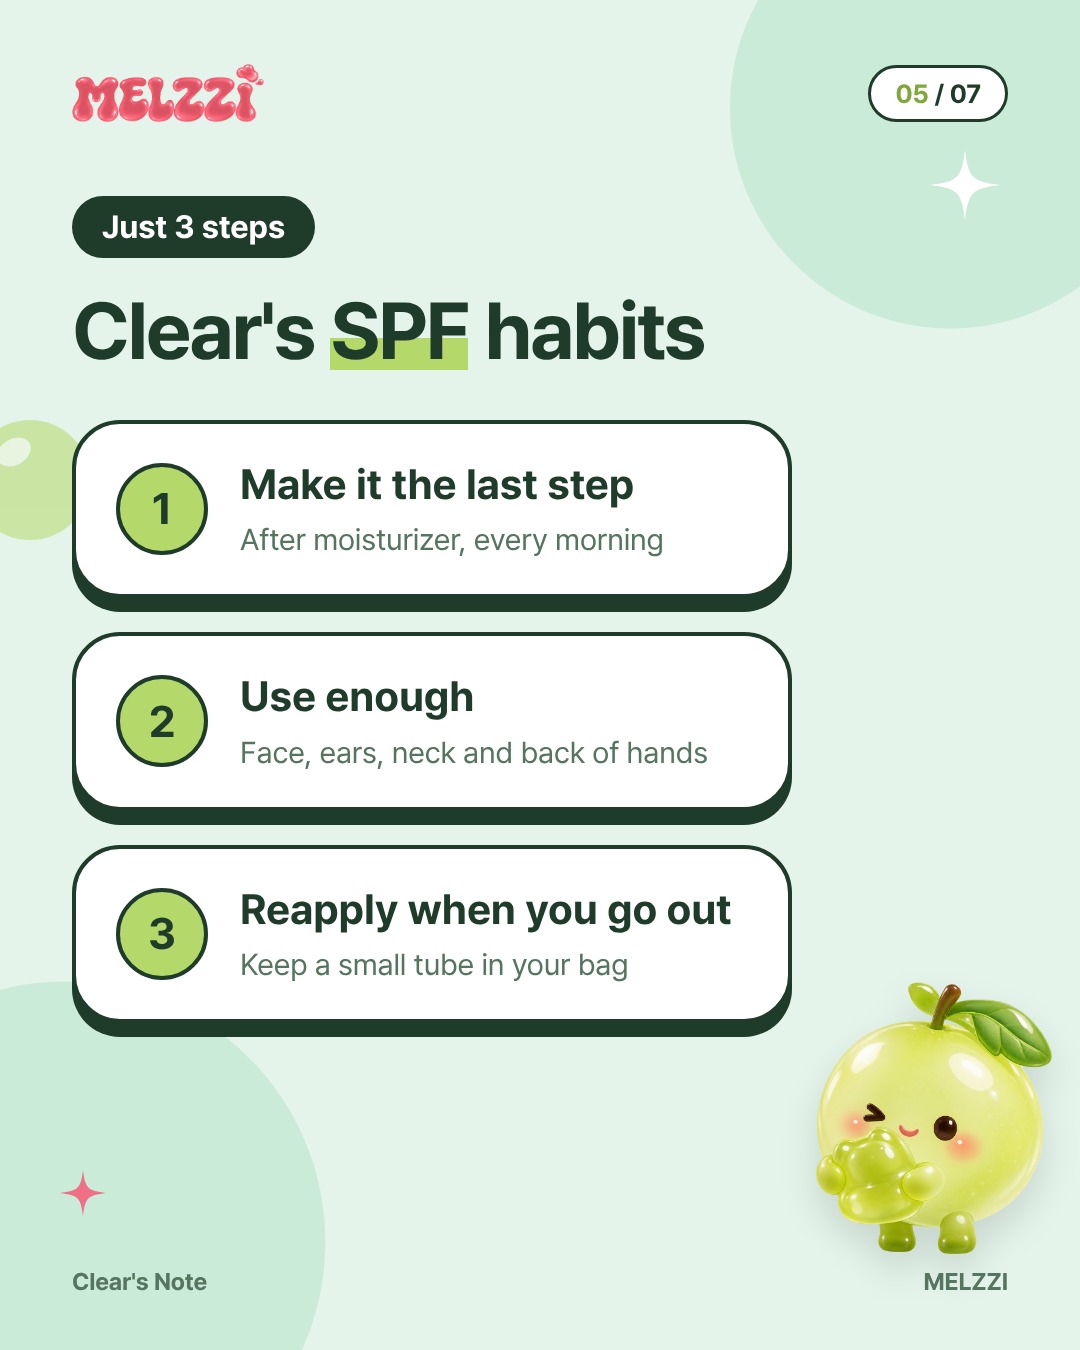 MELZZI
05 / 07
Just 3 steps
Clear's SPF habits
1
Make it the last step
After moisturizer, every morning
2
Use enough
Face, ears, neck and back of hands
3
Reapply when you go out
Keep a small tube in your bag
Clear's Note
MELZZI